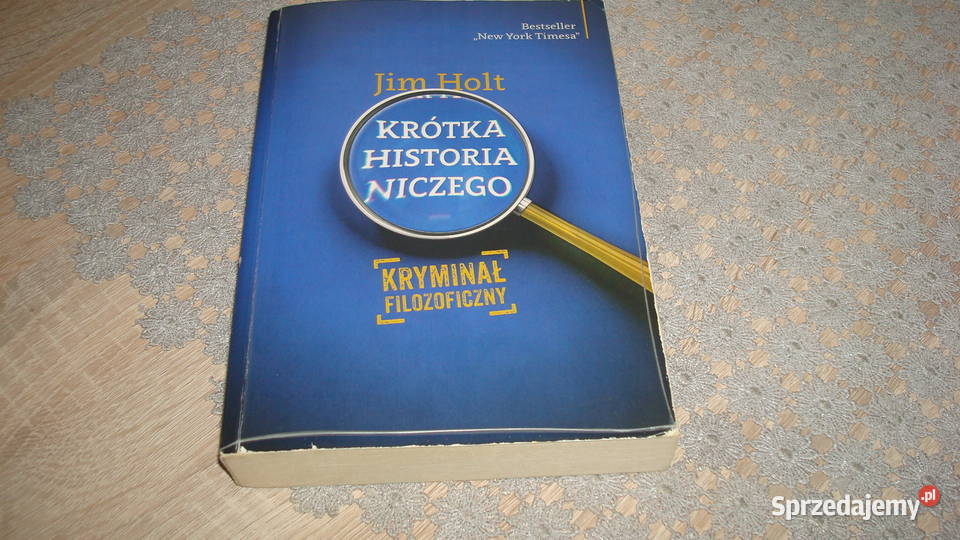 Bestseller
„New York Timesa”
Jim Holt
KRÓTKA
HISTORIA
NICZEGO
KRYMINAŁ
FILOZOFICZNY
Sprzedajemy.pl